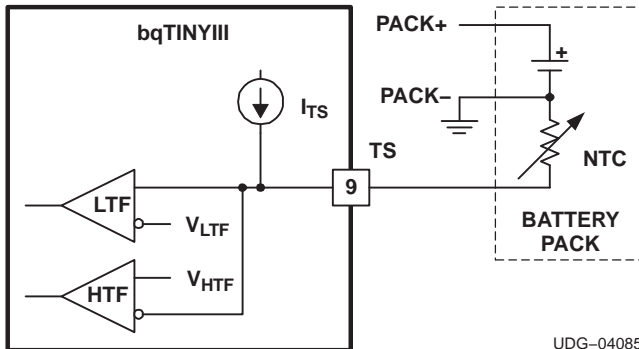 bqTINYIII
PACK+
+
I_TS
PACK–
TS
NTC
9
LTF
V_LTF
BATTERY
PACK
HTF
V_HTF
UDG–04085